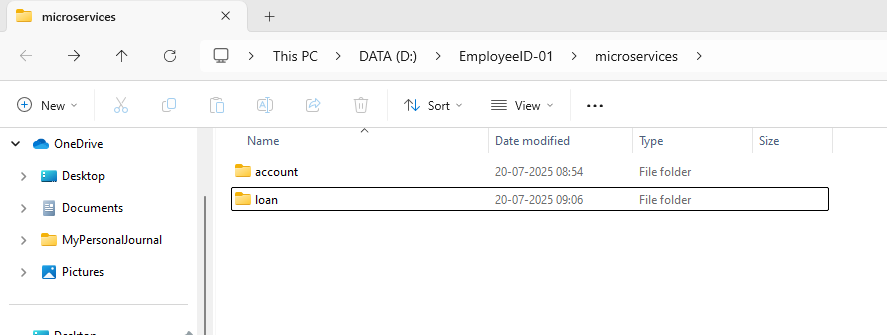 microservices
This PC > DATA (D:) > EmployeeID-01 > microservices >
New Sort View
Name Date modified Type Size
OneDrive
Desktop
Documents
MyPersonalJournal
Pictures
account 20-07-2025 08:54 File folder
loan 20-07-2025 09:06 File folder
Desktop